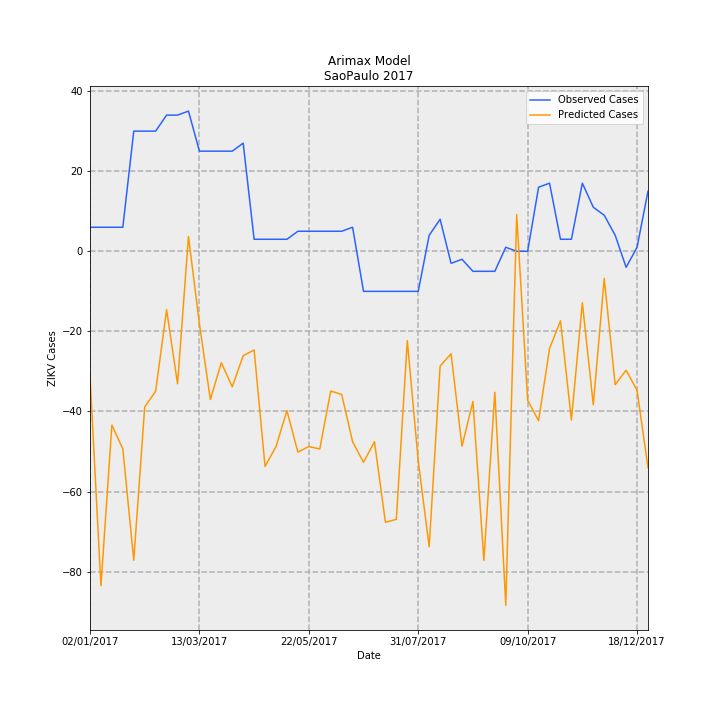 Arimax Model
SaoPaulo 2017
Observed Cases
Predicted Cases
40
20
0
−20
−40
−60
−80
ZIKV Cases
02/01/2017 13/03/2017 22/05/2017 31/07/2017 09/10/2017 18/12/2017
Date